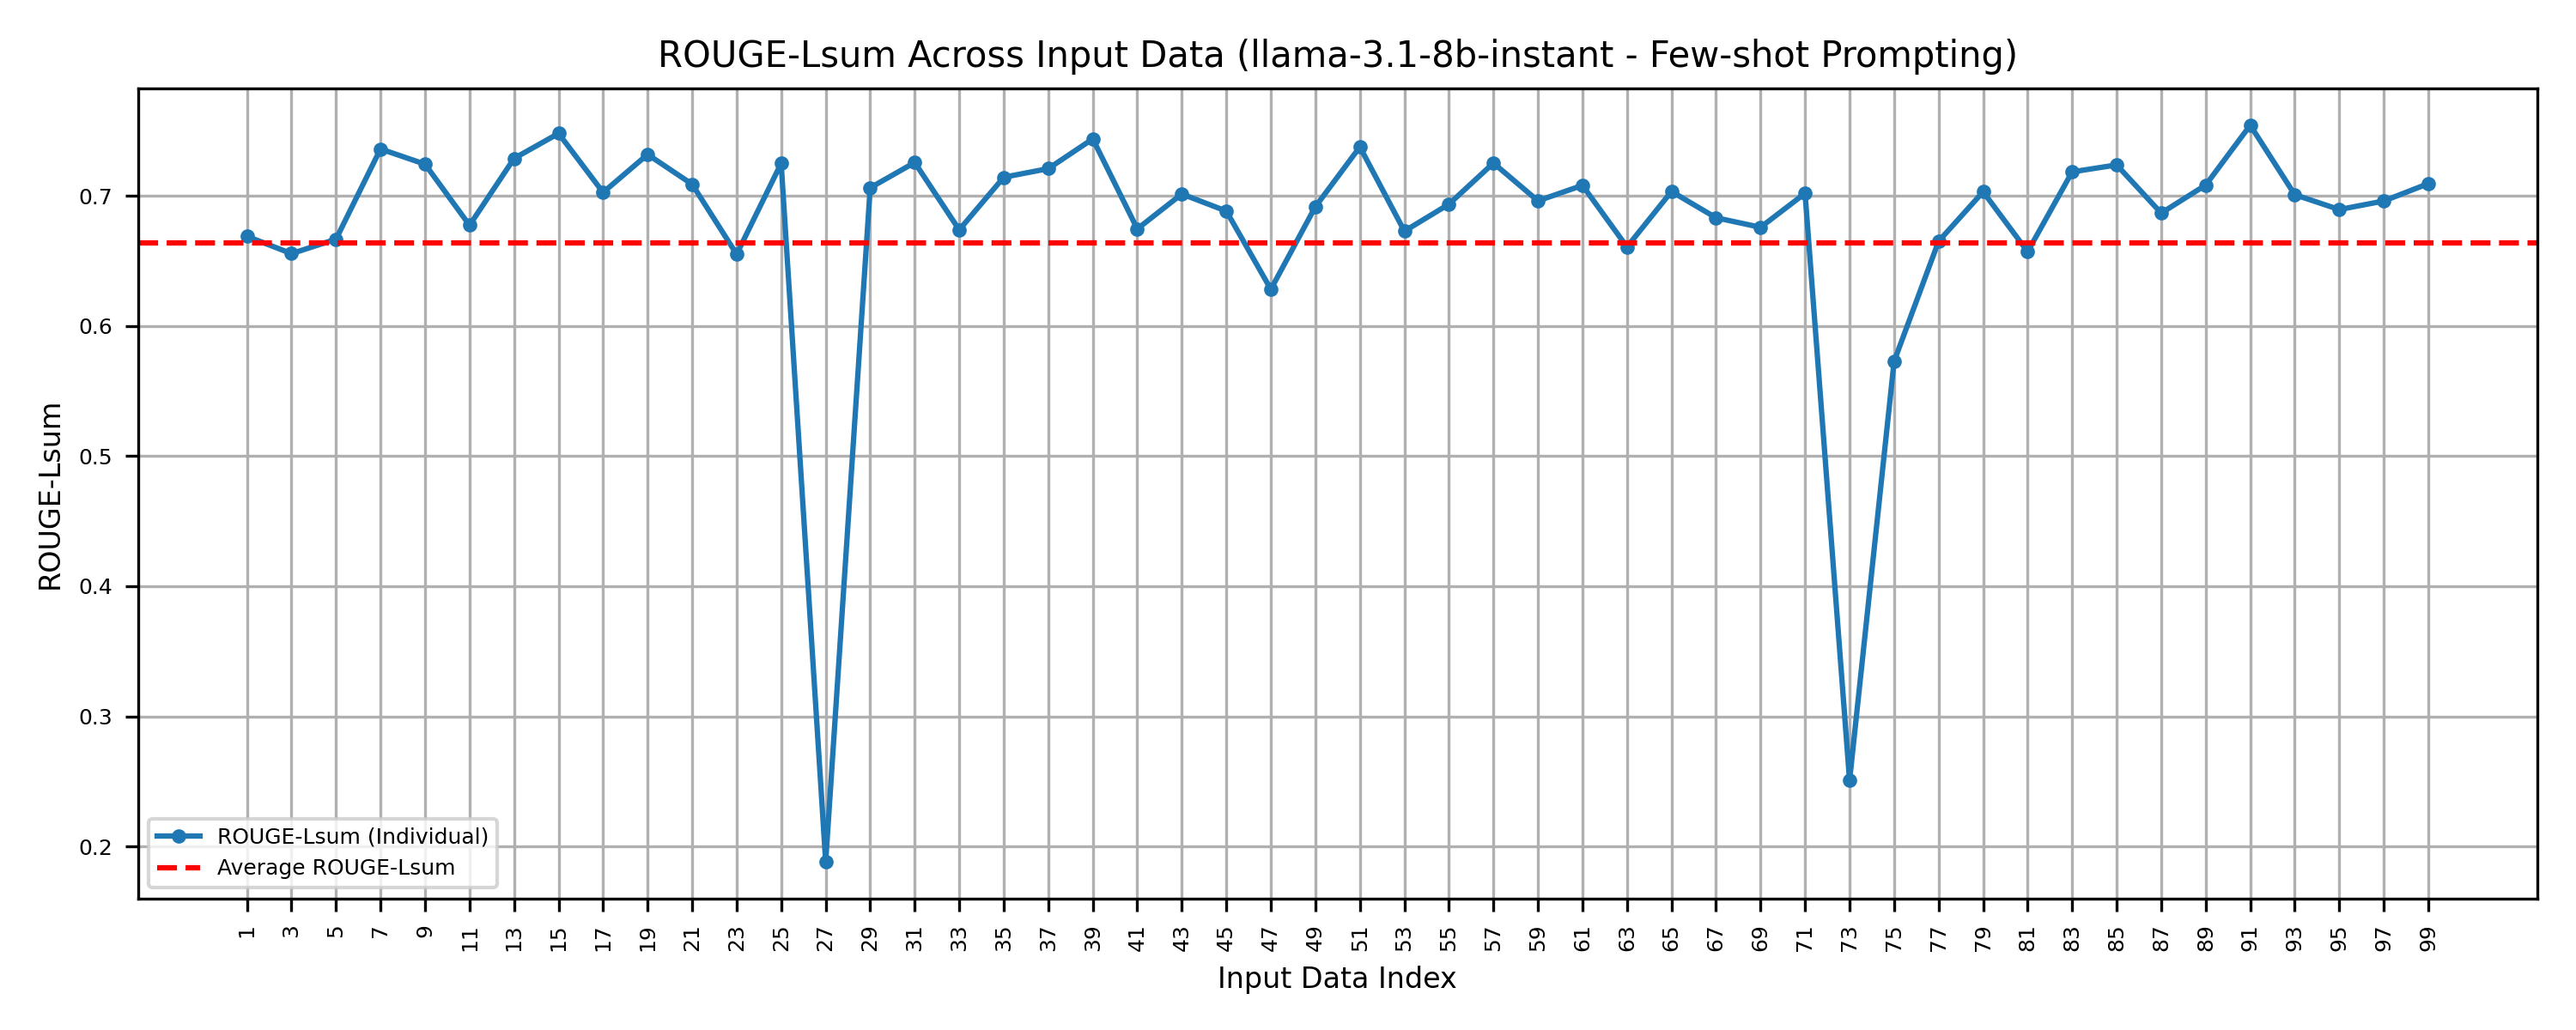 ROUGE-Lsum Across Input Data (llama-3.1-8b-instant - Few-shot Prompting)
ROUGE-Lsum
0.7
0.6
0.5
0.4
0.3
0.2
ROUGE-Lsum (Individual)
Average ROUGE-Lsum
1 3 5 7 9 11 13 15 17 19 21 23 25 27 29 31 33 35 37 39 41 43 45 47 49 51 53 55 57 59 61 63 65 67 69 71 73 75 77 79 81 83 85 87 89 91 93 95 97 99
Input Data Index